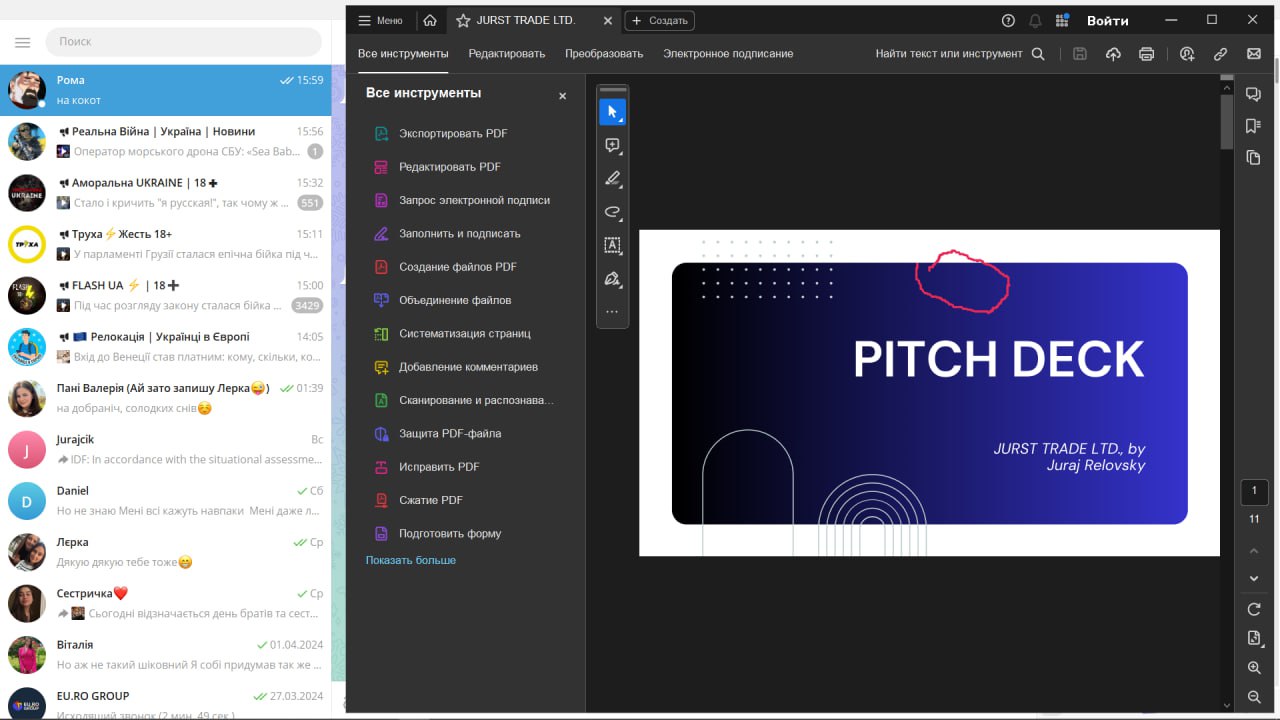 Поиск
Рома
15:59
на кокот
Реальна Війна | Україна | Новини
15:56
Оператор морського дрона СБУ: «Sea Bab...
1
Аморальна UKRAINE | 18✚
15:32
Стало і кричить "я русская!", так чому ж ...
551
Труха⚡Жесть 18+
15:11
У парламенті Грузії сталася епічна бійка під ч...
FLASH UA ⚡ | 18➕
15:00
Під час розгляду закону сталася бійка ...
3429
Релокація | Українці в Європі
14:05
Вхід до Венеції став платним: кому, скільки, ко...
Пані Валерія (Ай зато запишу Лерка😜)
01:39
на добраніч, солодких снів☺️
J
Jurajcik
Вс
IDF: In accordance with the situational assessme...
D
Daniel
Сб
Но не знаю Мені всі кажуть навпаки Мені даже л...
Лєрка
Ср
Дякую дякую тебе тоже😁
Сестричка❤️
Ср
Сьогодні відзначається день братів та сест...
Віталія
01.04.2024
Но аж не такий шіковний Я собі придумав так же ...
EU.RO GROUP
27.03.2024
Исходящий звонок (2 мин. 49 сек.)
Меню
JURST TRADE LTD.
Создать
Войти
Все инструменты
Редактировать
Преобразовать
Электронное подписание
Найти текст или инструмент
Все инструменты
Экспортировать PDF
Редактировать PDF
Запрос электронной подписи
Заполнить и подписать
Создание файлов PDF
Объединение файлов
Систематизация страниц
Добавление комментариев
Сканирование и распознава...
Защита PDF-файла
Исправить PDF
Сжатие PDF
Подготовить форму
Показать больше
PITCH DECK
JURST TRADE LTD., by
Juraj Relovsky
1
11